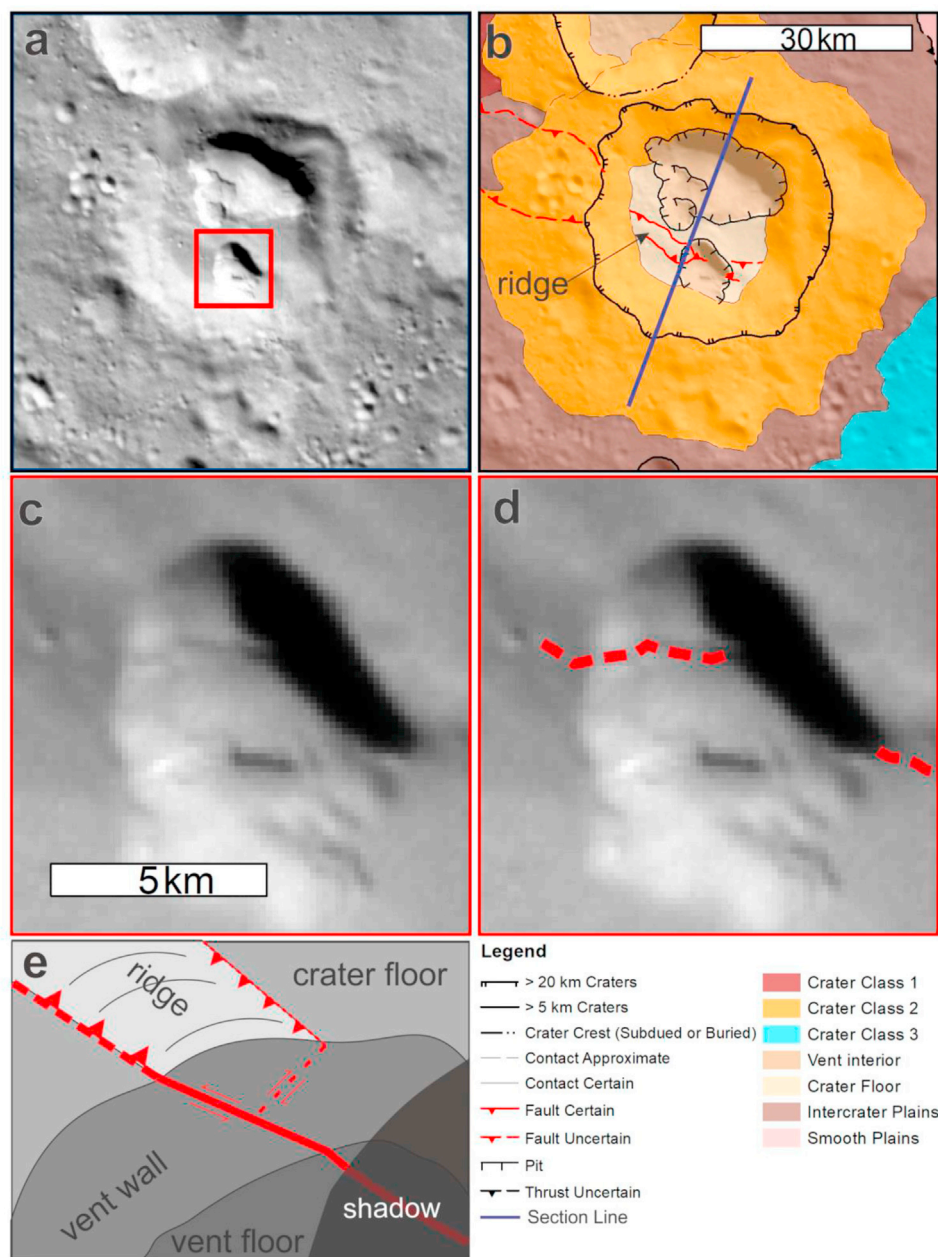 a
b
30 km
ridge
c
5 km
d
e
ridge
crater floor
vent wall
vent floor
shadow
Legend
> 20 km Craters
> 5 km Craters
Crater Crest (Subdued or Buried)
Contact Approximate
Contact Certain
Fault Certain
Fault Uncertain
Pit
Thrust Uncertain
Section Line
Crater Class 1
Crater Class 2
Crater Class 3
Vent interior
Crater Floor
Intercrater Plains
Smooth Plains